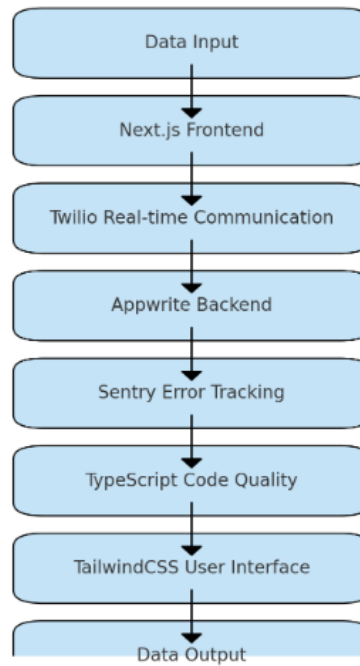 Data Input
Next.js Frontend
Twilio Real-time Communication
Appwrite Backend
Sentry Error Tracking
TypeScript Code Quality
TailwindCSS User Interface
Data Output